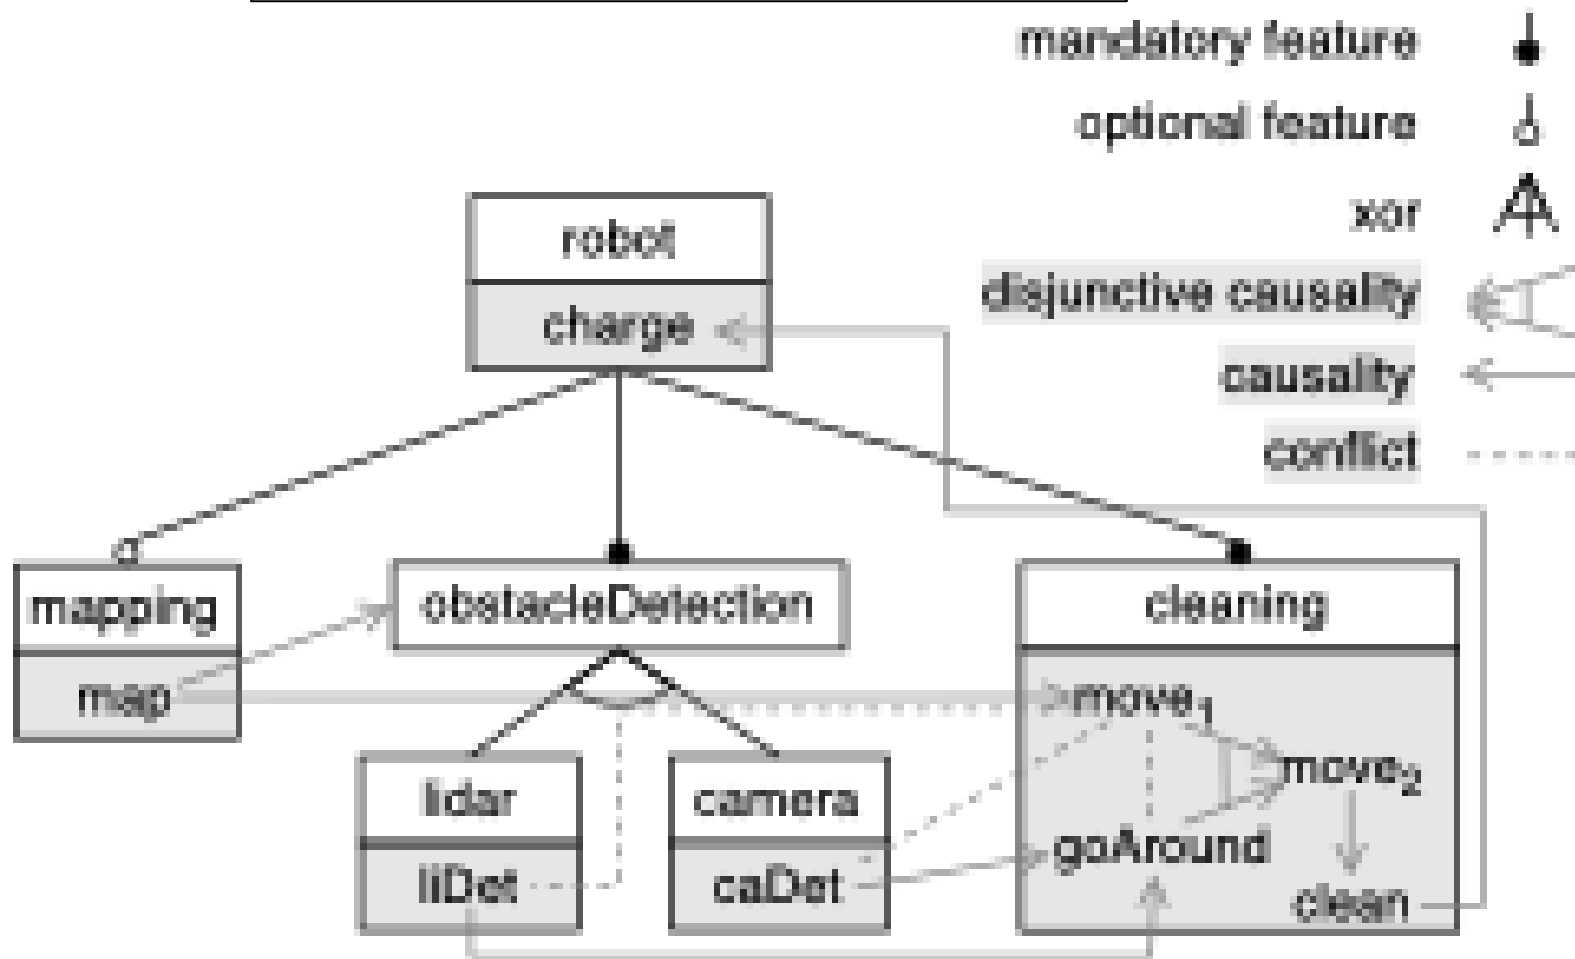 mandatory feature
optional feature
xor
disjunctive causality
causality
conflict
robot
charge
mapping
map
obstacleDetection
lidar
liDet
camera
caDet
cleaning
move₁
move₂
goAround
clean